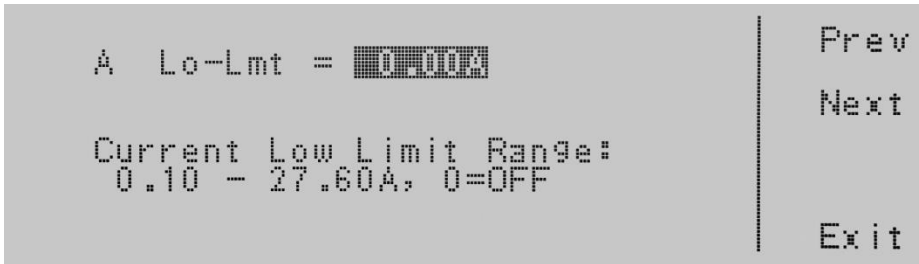 A Lo-Lmt = 0.00A
Current Low Limit Range:
0.10 - 27.60A, 0=OFF
Prev
Next
Exit